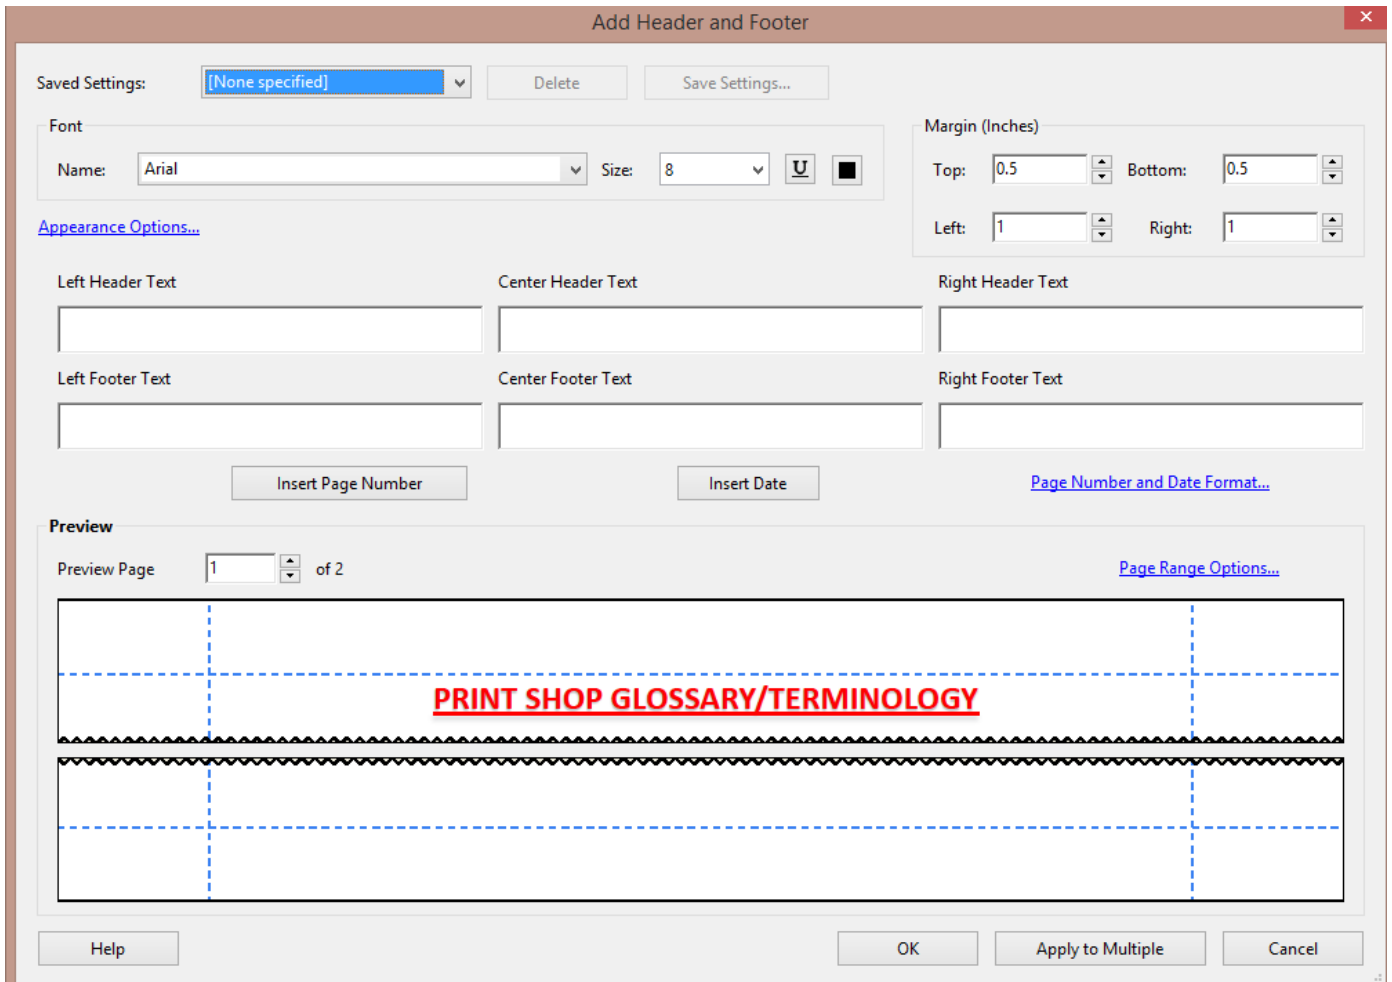 Add Header and Footer
Saved Settings: [None specified] Delete Save Settings...
Font Margin (Inches)
Name: Arial Size: 8 U Top: 0.5 Bottom: 0.5
Appearance Options... Left: 1 Right: 1
Left Header Text Center Header Text Right Header Text
Left Footer Text Center Footer Text Right Footer Text
Insert Page Number Insert Date Page Number and Date Format...
Preview
Preview Page 1 of 2 Page Range Options...
PRINT SHOP GLOSSARY/TERMINOLOGY
Help OK Apply to Multiple Cancel